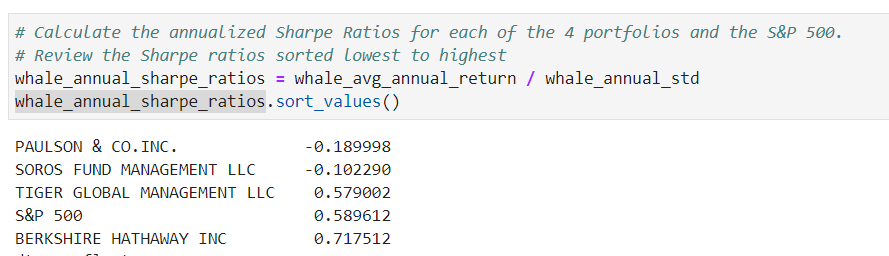 # Calculate the annualized Sharpe Ratios for each of the 4 portfolios and the S&P 500.
# Review the Sharpe ratios sorted lowest to highest
whale_annual_sharpe_ratios = whale_avg_annual_return / whale_annual_std
whale_annual_sharpe_ratios.sort_values()
PAULSON & CO.INC. -0.189998
SOROS FUND MANAGEMENT LLC -0.102290
TIGER GLOBAL MANAGEMENT LLC 0.579002
S&P 500 0.589612
BERKSHIRE HATHAWAY INC 0.717512